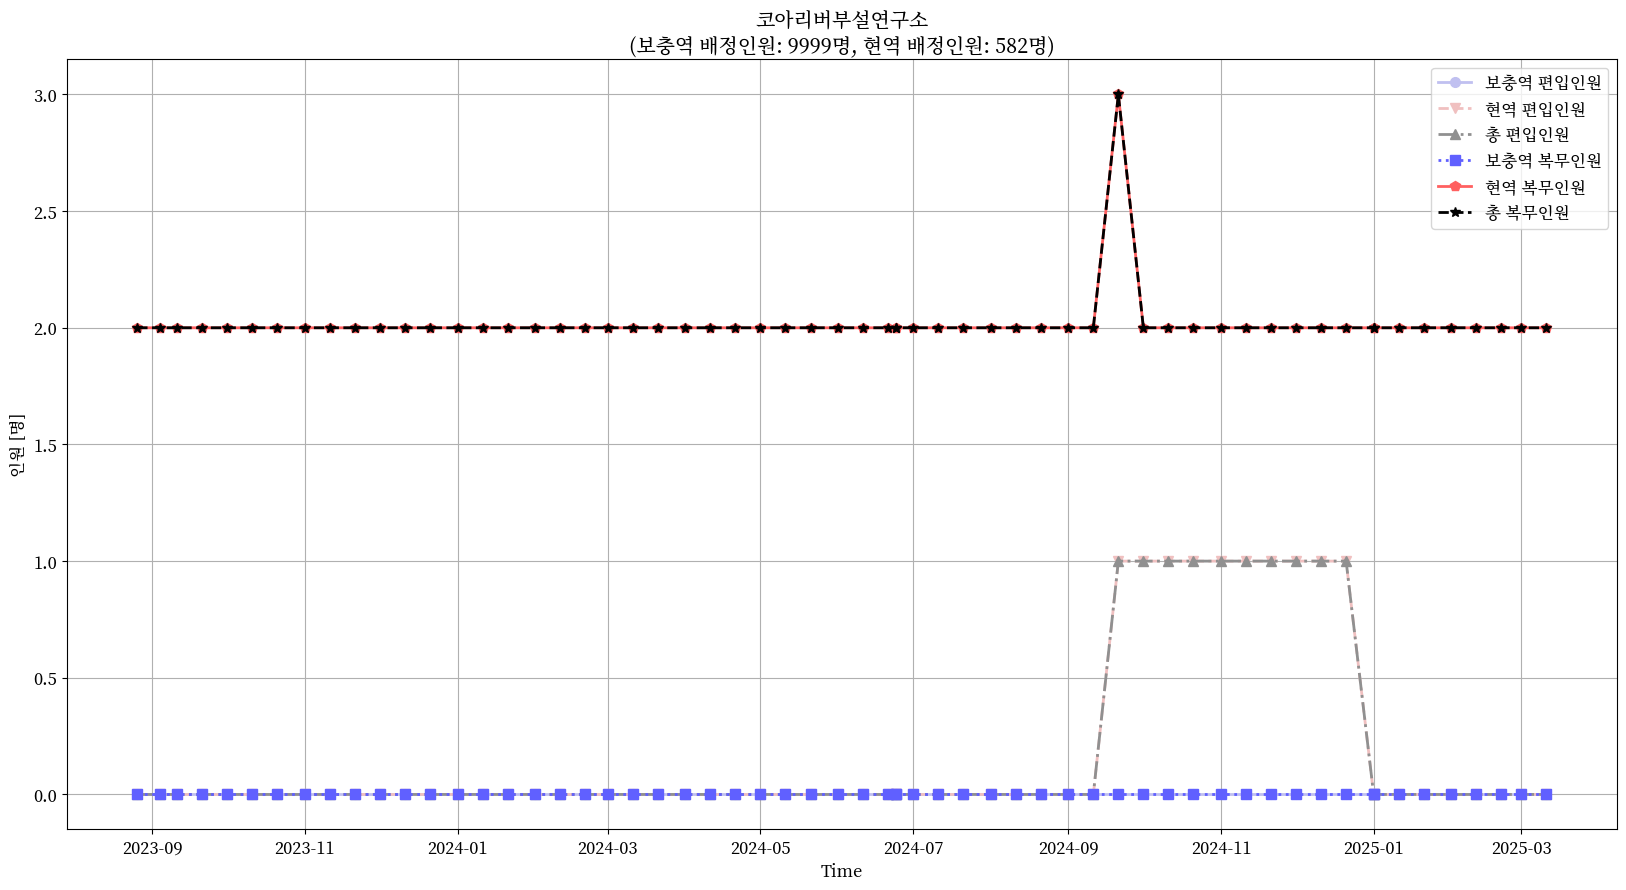 코아리버부설연구소
(보충역 배정인원: 9999명, 현역 배정인원: 582명)
보충역 편입인원
현역 편입인원
총 편입인원
보충역 복무인원
현역 복무인원
총 복무인원
인원 [명]
3.0
2.5
2.0
1.5
1.0
0.5
0.0
2023-09
2023-11
2024-01
2024-03
2024-05
2024-07
2024-09
2024-11
2025-01
2025-03
Time